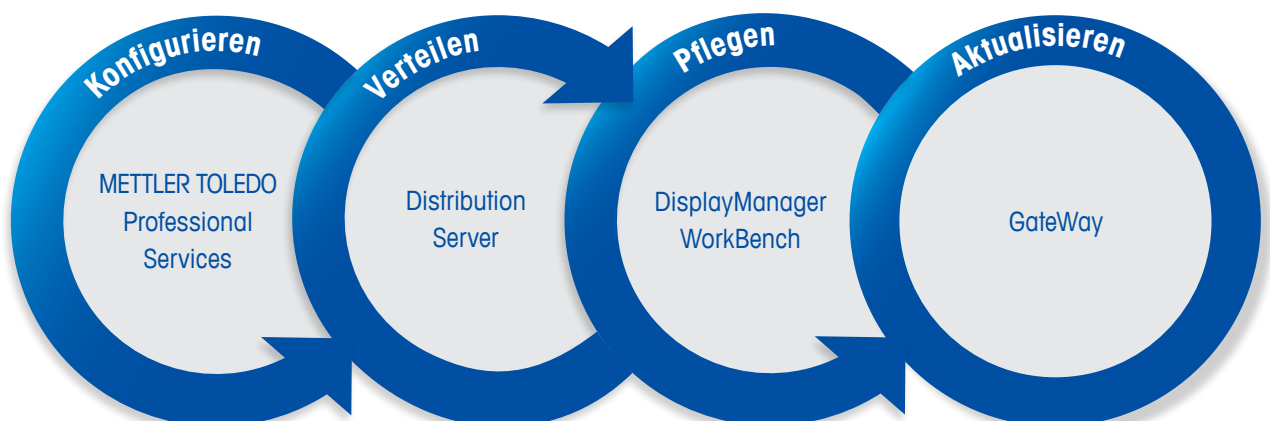 Konfigurieren
METTLER TOLEDO
Professional
Services
Verteilen
Distribution
Server
Pflegen
DisplayManager
WorkBench
Aktualisieren
GateWay